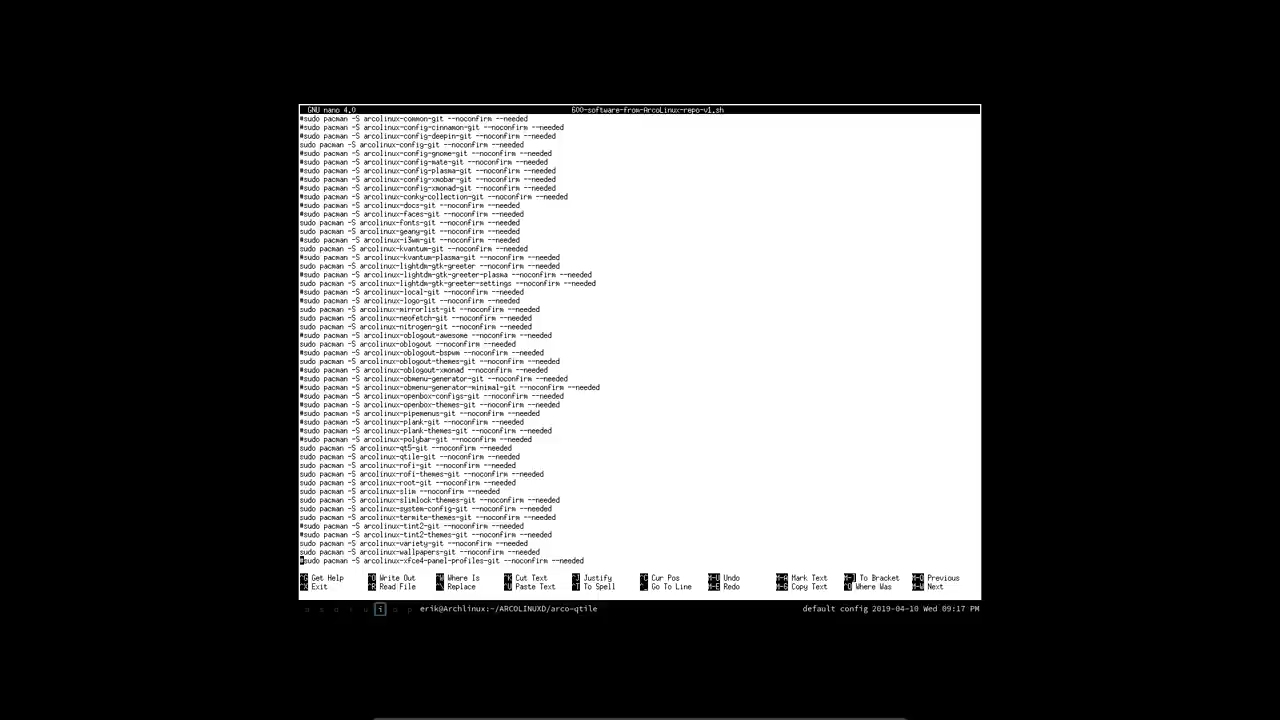 GNU nano 4.0 600-software-from-ArcoLinux-repo-v1.sh
#sudo pacman -S arcolinux-common-git --noconfirm --needed
#sudo pacman -S arcolinux-config-cinnamon-git --noconfirm --needed
#sudo pacman -S arcolinux-config-deepin-git --noconfirm --needed
sudo pacman -S arcolinux-config-git --noconfirm --needed
#sudo pacman -S arcolinux-config-gnome-git --noconfirm --needed
#sudo pacman -S arcolinux-config-mate-git --noconfirm --needed
#sudo pacman -S arcolinux-config-plasma-git --noconfirm --needed
#sudo pacman -S arcolinux-config-xmobar-git --noconfirm --needed
#sudo pacman -S arcolinux-config-xmonad-git --noconfirm --needed
#sudo pacman -S arcolinux-conky-collection-git --noconfirm --needed
#sudo pacman -S arcolinux-docs-git --noconfirm --needed
#sudo pacman -S arcolinux-faces-git --noconfirm --needed
sudo pacman -S arcolinux-fonts-git --noconfirm --needed
sudo pacman -S arcolinux-geany-git --noconfirm --needed
#sudo pacman -S arcolinux-i3wm-git --noconfirm --needed
sudo pacman -S arcolinux-kvantum-git --noconfirm --needed
#sudo pacman -S arcolinux-kvantum-plasma-git --noconfirm --needed
sudo pacman -S arcolinux-lightdm-gtk-greeter --noconfirm --needed
#sudo pacman -S arcolinux-lightdm-gtk-greeter-plasma --noconfirm --needed
sudo pacman -S arcolinux-lightdm-gtk-greeter-settings --noconfirm --needed
#sudo pacman -S arcolinux-local-git --noconfirm --needed
#sudo pacman -S arcolinux-logo-git --noconfirm --needed
sudo pacman -S arcolinux-mirrorlist-git --noconfirm --needed
sudo pacman -S arcolinux-neofetch-git --noconfirm --needed
sudo pacman -S arcolinux-nitrogen-git --noconfirm --needed
#sudo pacman -S arcolinux-oblogout-awesome --noconfirm --needed
sudo pacman -S arcolinux-oblogout --noconfirm --needed
#sudo pacman -S arcolinux-oblogout-bspwm --noconfirm --needed
sudo pacman -S arcolinux-oblogout-themes-git --noconfirm --needed
#sudo pacman -S arcolinux-oblogout-xmonad --noconfirm --needed
#sudo pacman -S arcolinux-obmenu-generator-git --noconfirm --needed
#sudo pacman -S arcolinux-obmenu-generator-minimal-git --noconfirm --needed
#sudo pacman -S arcolinux-openbox-configs-git --noconfirm --needed
#sudo pacman -S arcolinux-openbox-themes-git --noconfirm --needed
#sudo pacman -S arcolinux-pipemenus-git --noconfirm --needed
#sudo pacman -S arcolinux-plank-git --noconfirm --needed
#sudo pacman -S arcolinux-plank-themes-git --noconfirm --needed
#sudo pacman -S arcolinux-polybar-git --noconfirm --needed
sudo pacman -S arcolinux-qt5-git --noconfirm --needed
sudo pacman -S arcolinux-qtile-git --noconfirm --needed
sudo pacman -S arcolinux-rofi-git --noconfirm --needed
sudo pacman -S arcolinux-rofi-themes-git --noconfirm --needed
sudo pacman -S arcolinux-root-git --noconfirm --needed
sudo pacman -S arcolinux-slim --noconfirm --needed
sudo pacman -S arcolinux-slimlock-themes-git --noconfirm --needed
sudo pacman -S arcolinux-system-config-git --noconfirm --needed
sudo pacman -S arcolinux-termite-themes-git --noconfirm --needed
#sudo pacman -S arcolinux-tint2-git --noconfirm --needed
#sudo pacman -S arcolinux-tint2-themes-git --noconfirm --needed
sudo pacman -S arcolinux-variety-git --noconfirm --needed
sudo pacman -S arcolinux-wallpapers-git --noconfirm --needed
#sudo pacman -S arcolinux-xfce4-panel-profiles-git --noconfirm --needed
^G Get Help ^O Write Out ^W Where Is ^K Cut Text ^J Justify ^C Cur Pos M-U Undo M-A Mark Text M-] To Bracket M-Q Previous
^X Exit ^R Read File ^\ Replace ^U Paste Text ^T To Spell ^_ Go To Line M-E Redo M-6 Copy Text ^Q Where Was M-W Next
i erik@Archlinux:~/ARCOLINUXD/arco-qtile default config 2019-04-10 Wed 09:17 PM